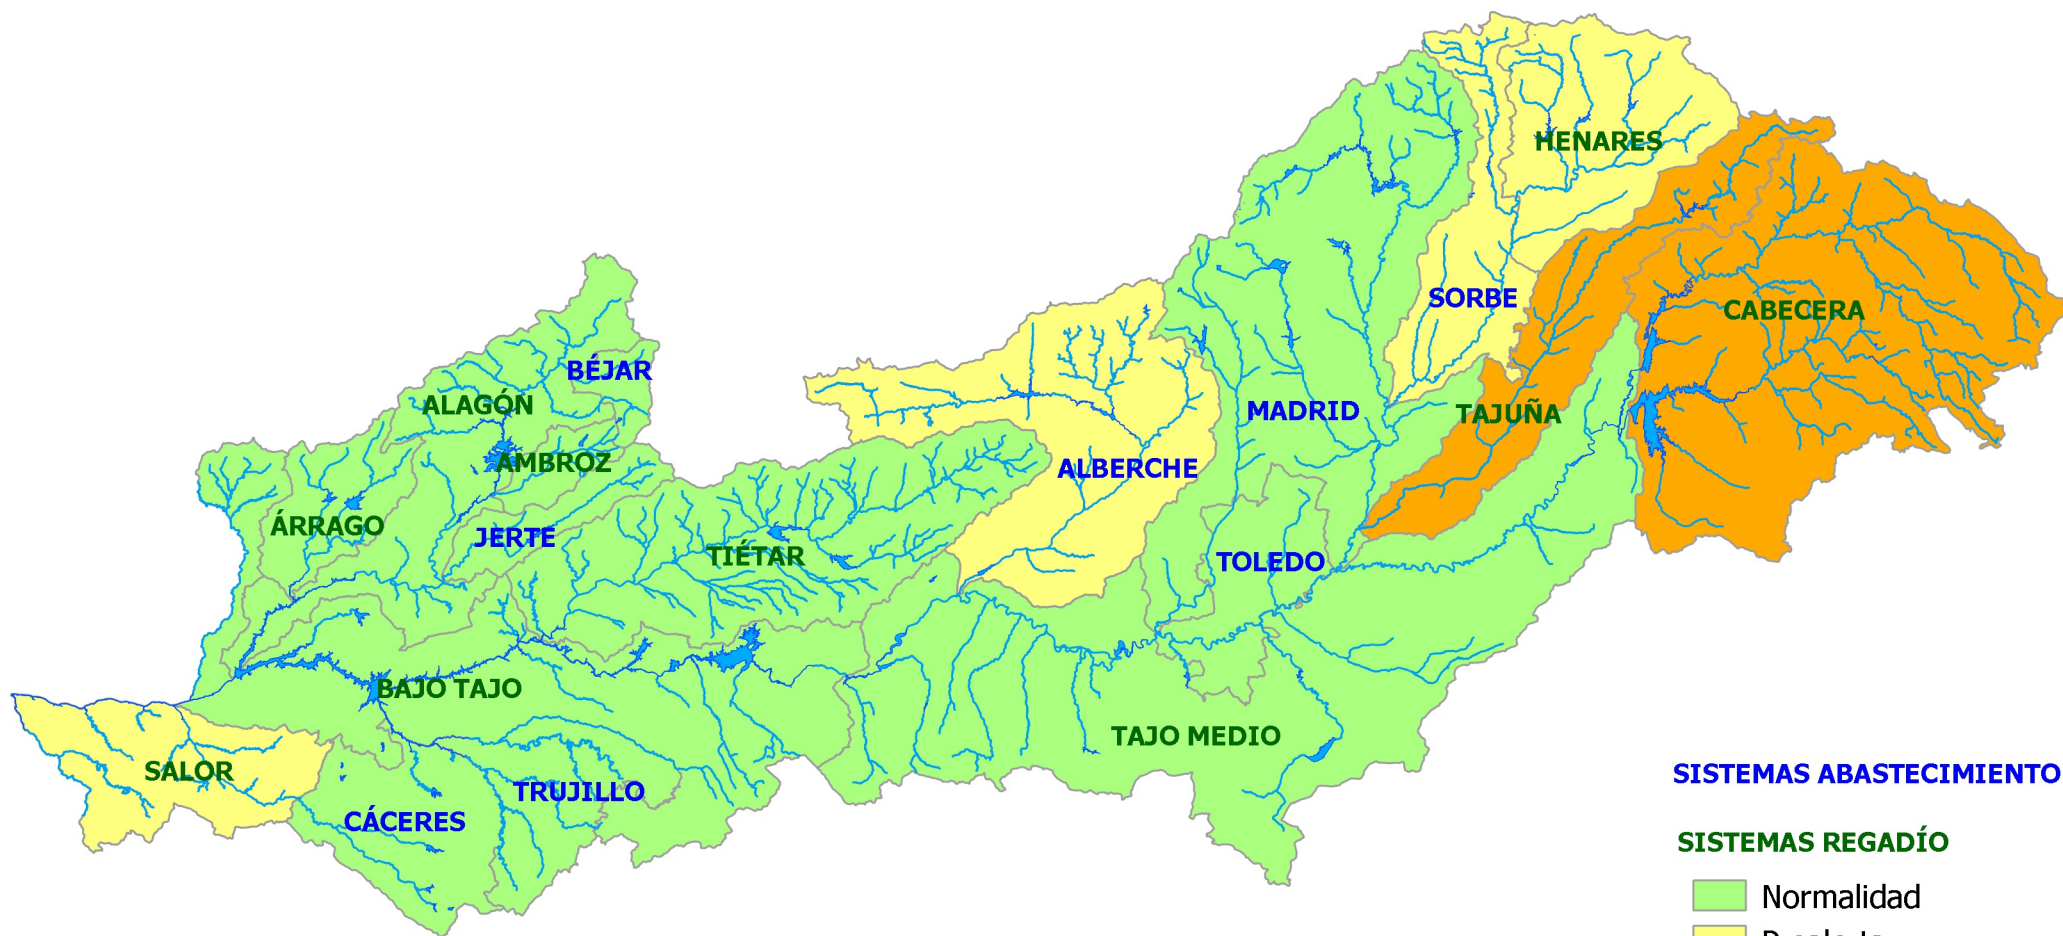 HENARES
SORBE
CABECERA
BÉJAR
ALAGÓN
MADRID
TAJUÑA
AMBROZ
ALBERCHE
ÁRRAGO
JERTE
TIÉTAR
TOLEDO
BAJO TAJO
TAJO MEDIO
SALOR
TRUJILLO
CÁCERES
SISTEMAS ABASTECIMIENTO
SISTEMAS REGADÍO
Normalidad